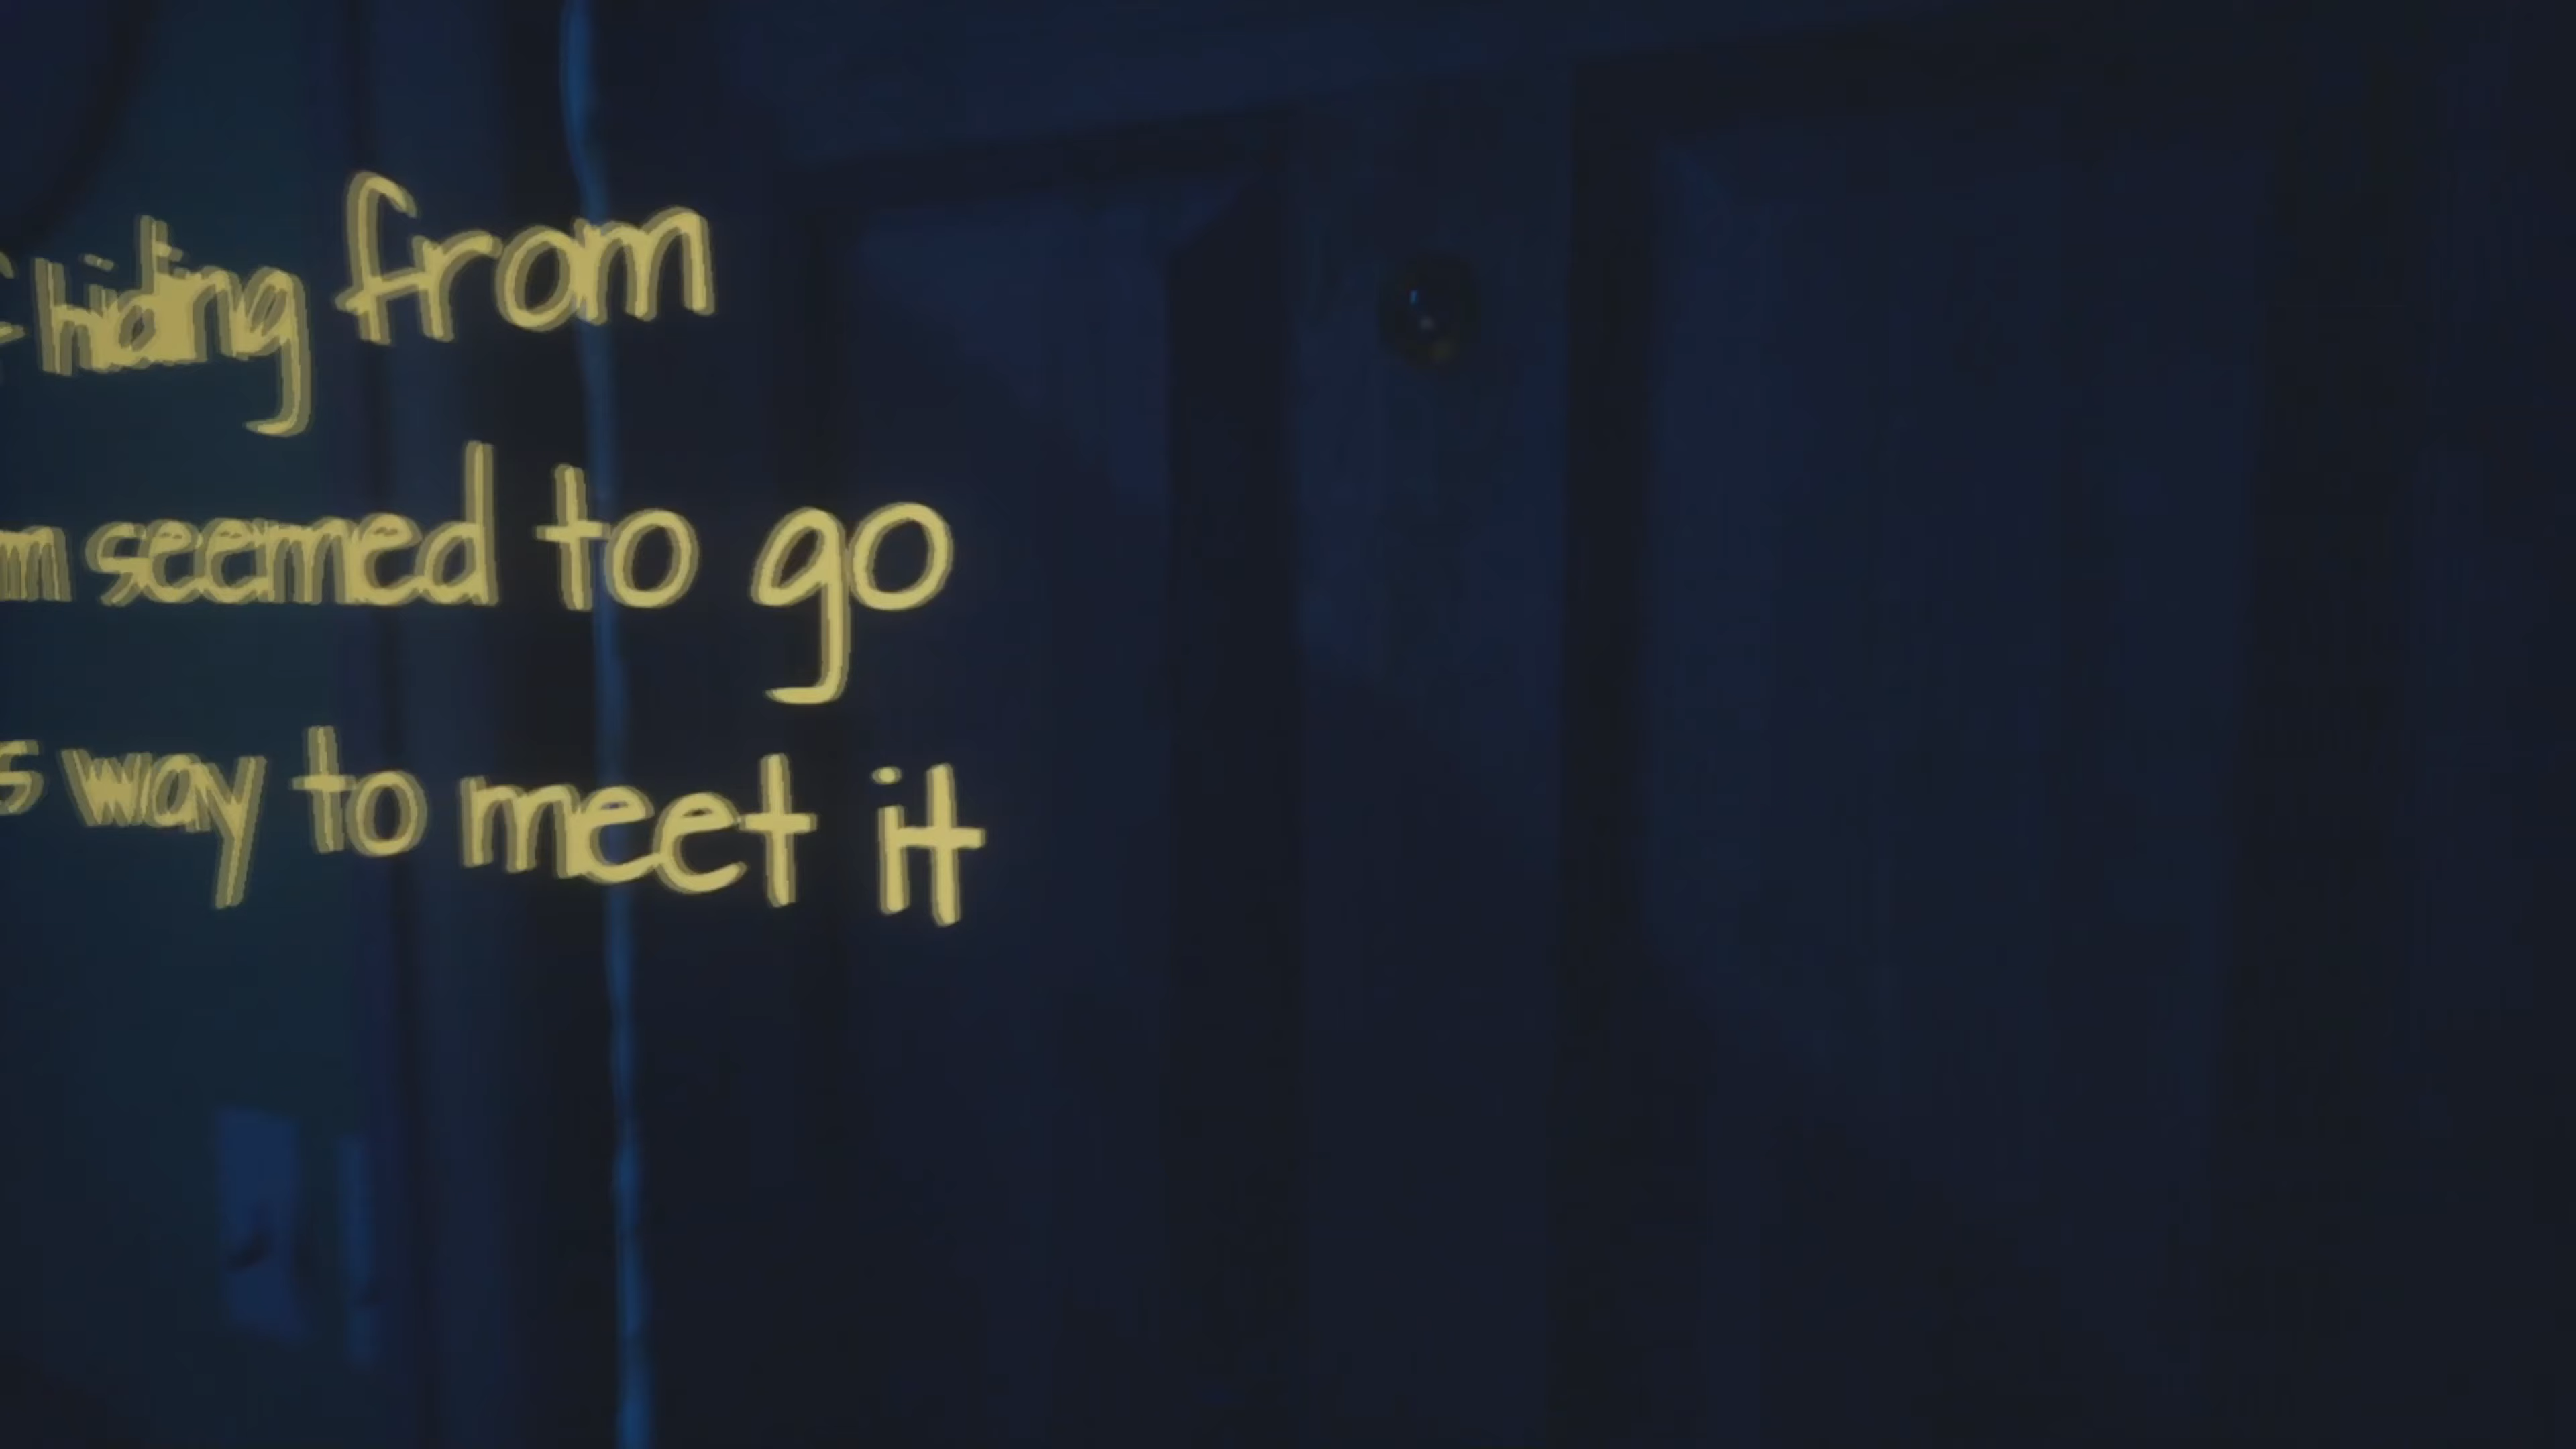 hiding from
seemed to go
way to meet it